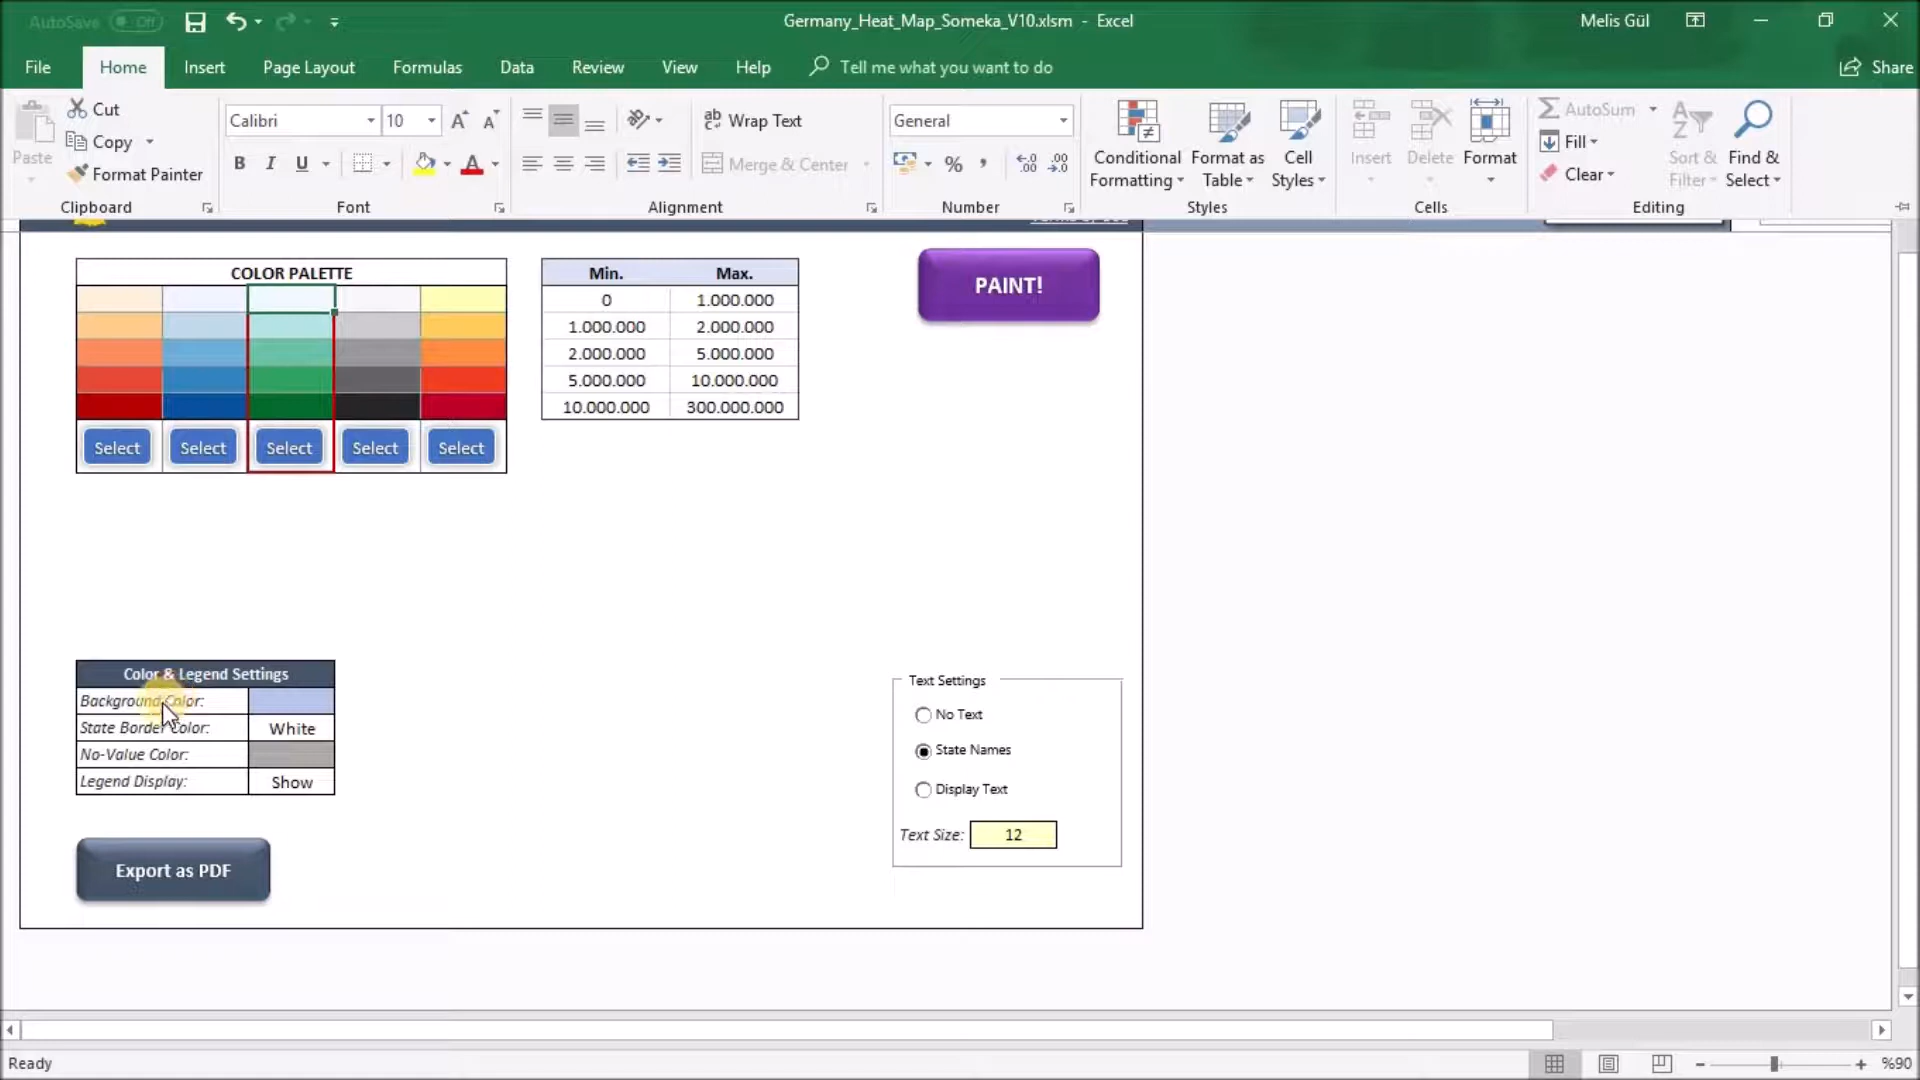 AutoSave Off
Germany_Heat_Map_Someka_V10.xlsm - Excel
Melis Gül
File Home Insert Page Layout Formulas Data Review View Help Tell me what you want to do Share
Paste
Cut
Copy
Format Painter
Clipboard
Calibri 10
B I U
Font
Wrap Text
Merge & Center
Alignment
General
Number
Conditional Formatting
Format as Table
Cell Styles
Styles
Insert Delete Format
Cells
AutoSum
Fill
Clear
Sort & Filter
Find & Select
Editing
COLOR PALETTE
Select Select Select Select Select
Min. Max.
0 1.000.000
1.000.000 2.000.000
2.000.000 5.000.000
5.000.000 10.000.000
10.000.000 300.000.000
PAINT!
Color & Legend Settings
Background Color:
State Border Color: White
No-Value Color:
Legend Display: Show
Export as PDF
Text Settings
No Text
State Names
Display Text
Text Size: 12
Ready
%90